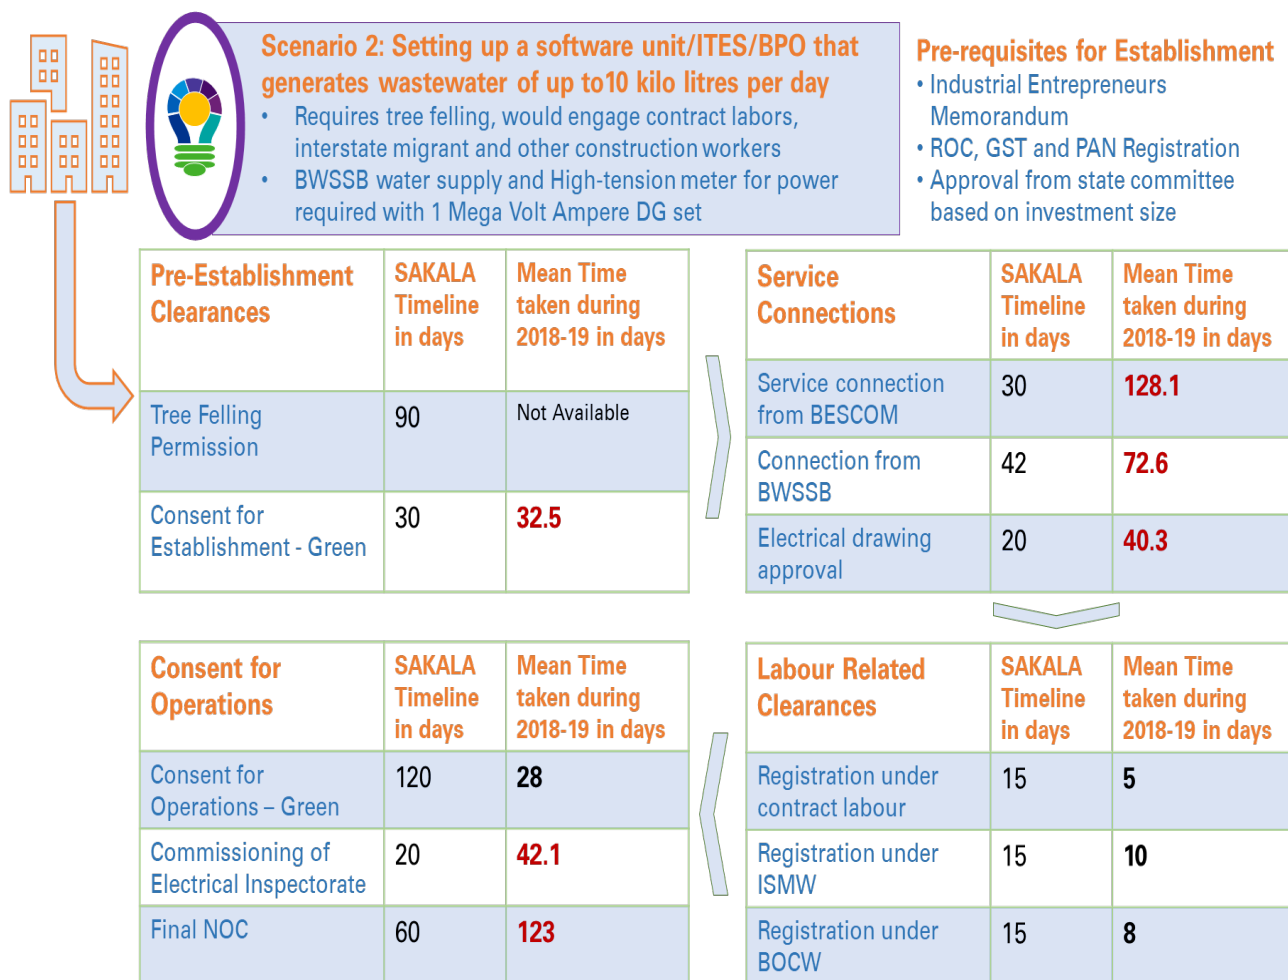 Scenario 2: Setting up a software unit/ITES/BPO that
generates wastewater of up to10 kilo litres per day
• Requires tree felling, would engage contract labors,
interstate migrant and other construction workers
• BWSSB water supply and High-tension meter for power
required with 1 Mega Volt Ampere DG set
Pre-requisites for Establishment
• Industrial Entrepreneurs
Memorandum
• ROC, GST and PAN Registration
• Approval from state committee
based on investment size
Pre-Establishment
Clearances
SAKALA
Timeline
in days
Mean Time
taken during
2018-19 in days
Tree Felling
Permission
90
Not Available
Consent for
Establishment - Green
30
32.5
Service
Connections
SAKALA
Timeline
in days
Mean Time
taken during
2018-19 in days
Service connection
from BESCOM
30
128.1
Connection from
BWSSB
42
72.6
Electrical drawing
approval
20
40.3
Consent for
Operations
SAKALA
Timeline
in days
Mean Time
taken during
2018-19 in days
Consent for
Operations – Green
120
28
Commissioning of
Electrical Inspectorate
20
42.1
Final NOC
60
123
Labour Related
Clearances
SAKALA
Timeline
in days
Mean Time
taken during
2018-19 in days
Registration under
contract labour
15
5
Registration under
ISMW
15
10
Registration under
BOCW
15
8